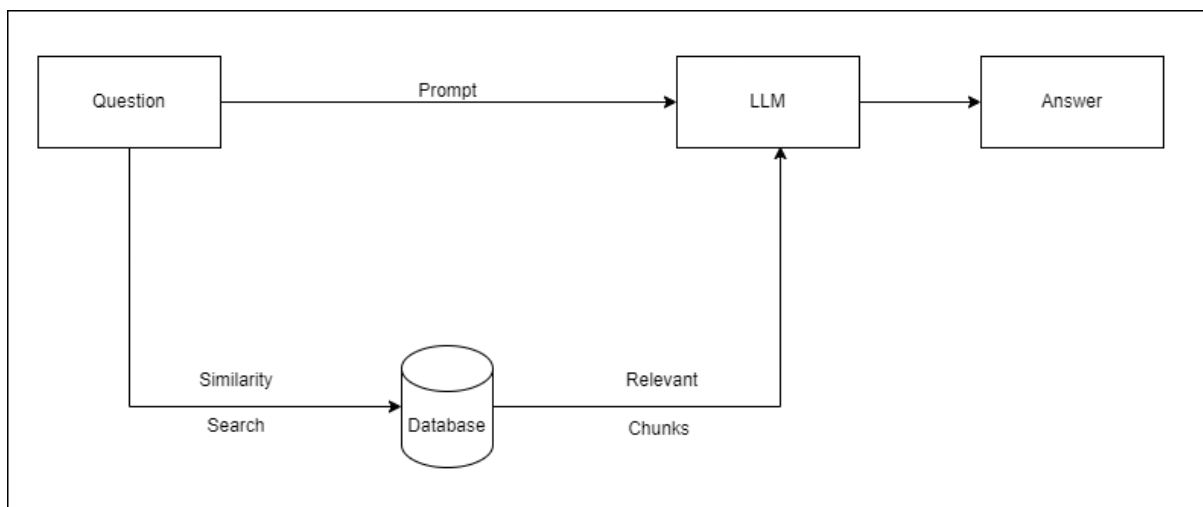 Question
Prompt
LLM
Answer
Similarity
Search
Database
Relevant
Chunks